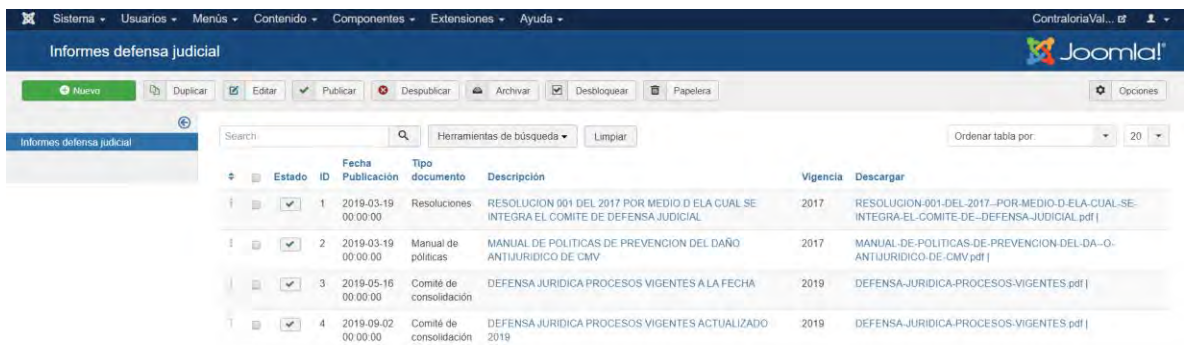 Sistema Usuarios Menús Contenido Componentes Extensiones Ayuda ContraloriaVal...
Informes defensa judicial Joomla!
Nuevo Duplicar Editar Publicar Despublicar Archivar Desbloquear Papelera Opciones
Informes defensa judicial
Search Herramientas de búsqueda Limpiar Ordenar tabla por: 20
Estado ID Fecha Publicación Tipo documento Descripción Vigencia Descargar
1 2019-03-19 00:00:00 Resoluciones RESOLUCION 001 DEL 2017 POR MEDIO D ELA CUAL SE INTEGRA EL COMITE DE DEFENSA JUDICIAL 2017 RESOLUCION-001-DEL-2017--POR-MEDIO-D-ELA-CUAL-SE-INTEGRA-EL-COMITE-DE--DEFENSA-JUDICIAL.pdf |
2 2019-03-19 00:00:00 Manual de pólíticas MANUAL DE POLITICAS DE PREVENCION DEL DAÑO ANTIJURIDICO DE CMV 2017 MANUAL-DE-POLITICAS-DE-PREVENCION-DEL-DA--O-ANTIJURIDICO-DE-CMV.pdf |
3 2019-05-16 00:00:00 Comité de consolidación DEFENSA JURIDICA PROCESOS VIGENTES A LA FECHA 2019 DEFENSA-JURIDICA-PROCESOS-VIGENTES.pdf |
4 2019-09-02 00:00:00 Comité de consolidación DEFENSA JURIDICA PROCESOS VIGENTES ACTUALIZADO 2019 2019 DEFENSA-JURIDICA-PROCESOS-VIGENTES.pdf |